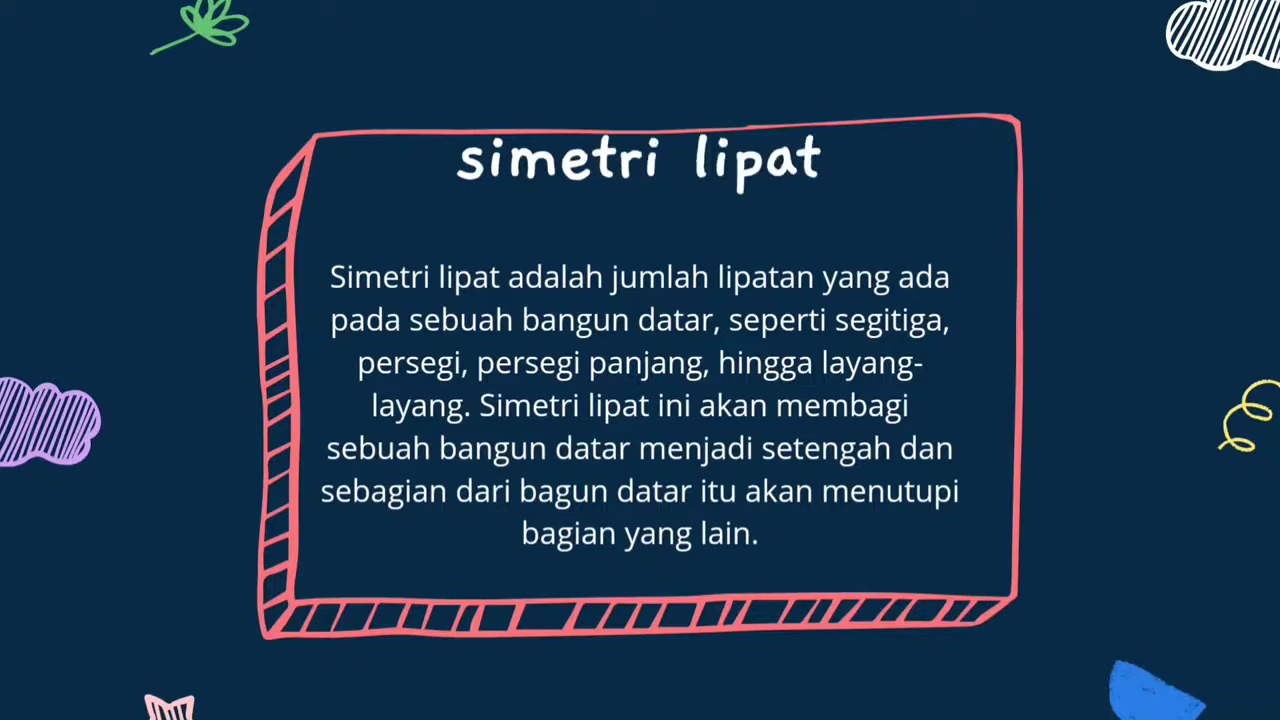 simetri lipat
Simetri lipat adalah jumlah lipatan yang ada
pada sebuah bangun datar, seperti segitiga,
persegi, persegi panjang, hingga layang-
layang. Simetri lipat ini akan membagi
sebuah bangun datar menjadi setengah dan
sebagian dari bagun datar itu akan menutupi
bagian yang lain.